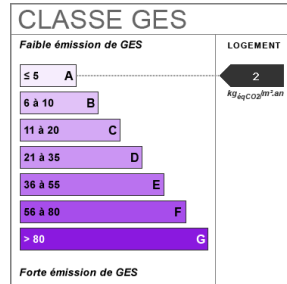 CLASSE GES
Faible émission de GES
LOGEMENT
≤ 5 A
2
kgéqCO2/m².an
6 à 10 B
11 à 20 C
21 à 35 D
36 à 55 E
56 à 80 F
> 80 G
Forte émission de GES